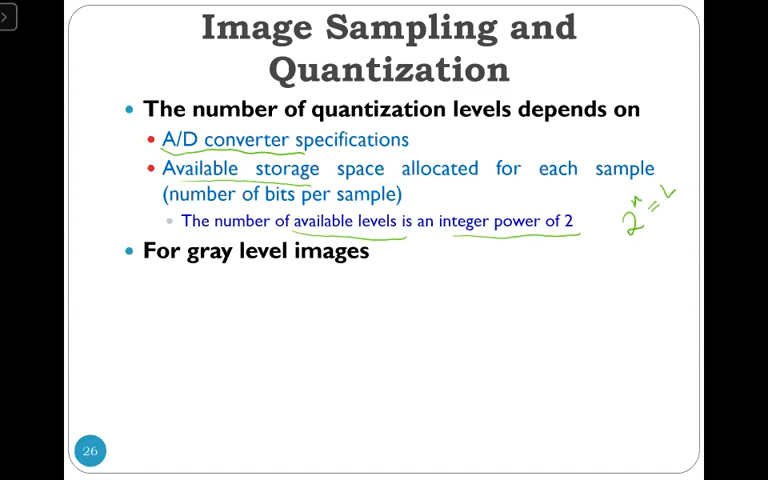 Image Sampling and
Quantization
• The number of quantization levels depends on
• A/D converter specifications
• Available storage space allocated for each sample
(number of bits per sample)
• The number of available levels is an integer power of 2
2^n = L
• For gray level images
26